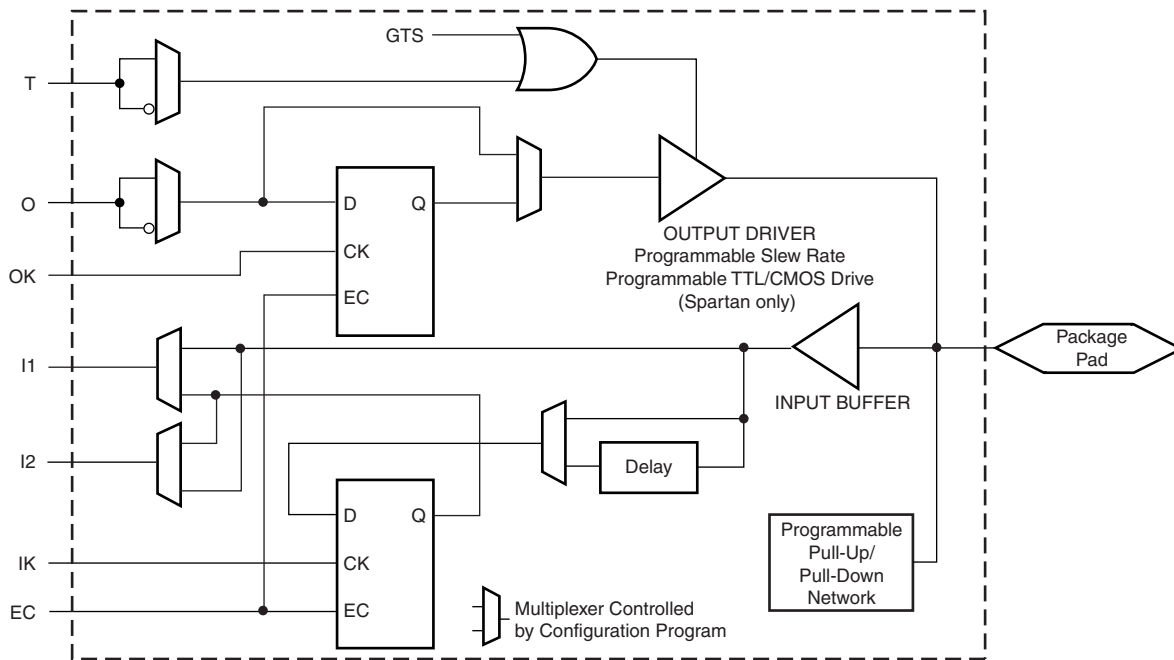 GTS
T
O
D
Q
OK
CK
EC
OUTPUT DRIVER
Programmable Slew Rate
Programmable TTL/CMOS Drive
(Spartan only)
I1
Package
Pad
INPUT BUFFER
I2
Delay
D
Q
Programmable
Pull-Up/
Pull-Down
Network
IK
CK
EC
EC
Multiplexer Controlled
by Configuration Program